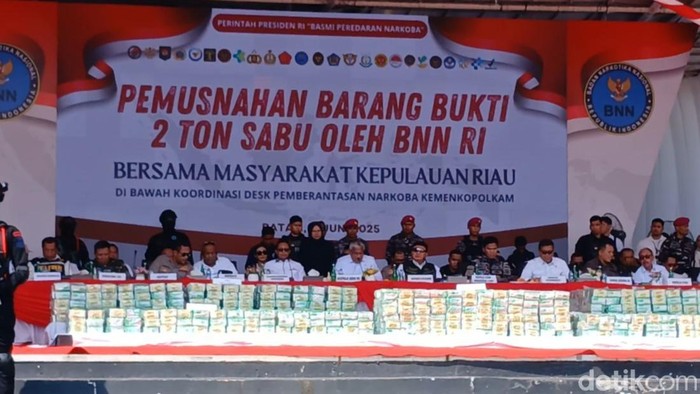 PERINTAH PRESIDEN RI "BASMI PEREDARAN NARKOBA"
PEMUSNAHAN BARANG BUKTI
2 TON SABU OLEH BNN RI
BERSAMA MASYARAKAT KEPULAUAN RIAU
DI BAWAH KOORDINASI DESK PEMBERANTASAN NARKOBA KEMENKOPOLKAM
2025
BNN
BNN
detikcom